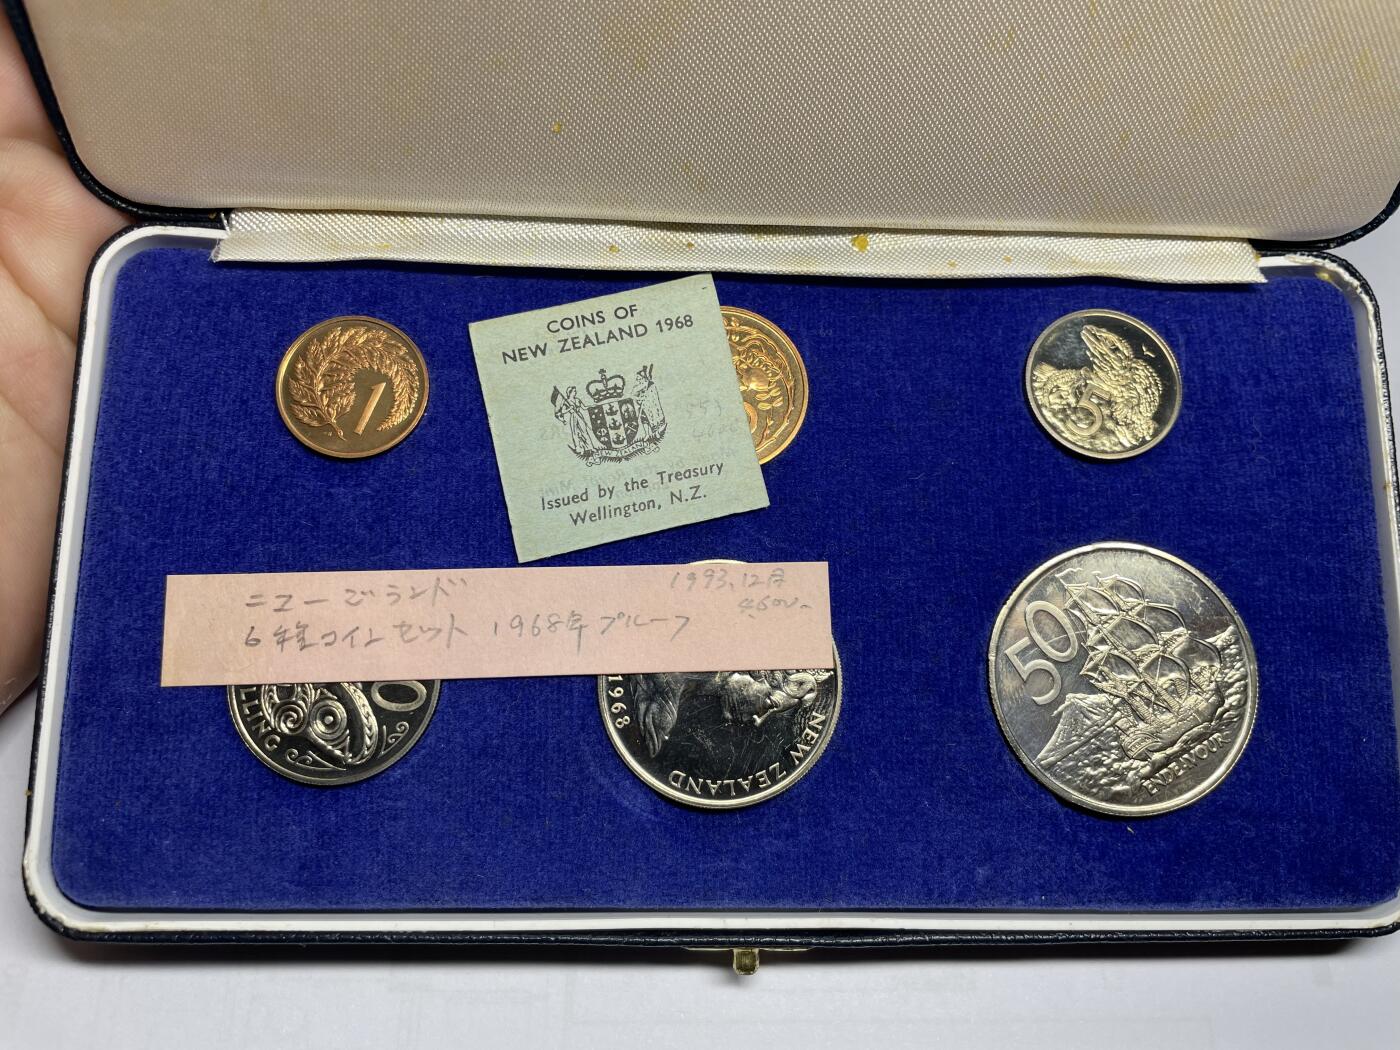 COINS OF
NEW ZEALAND 1968
NEW ZEALAND
Issued by the Treasury
Wellington, N.Z.
1
5
ニュージランド
6種コインセット 1968年プルーフ
1993.12月
4600.-
LLING
0
1968
NEW ZEALAND
50
ENDEAVOUR